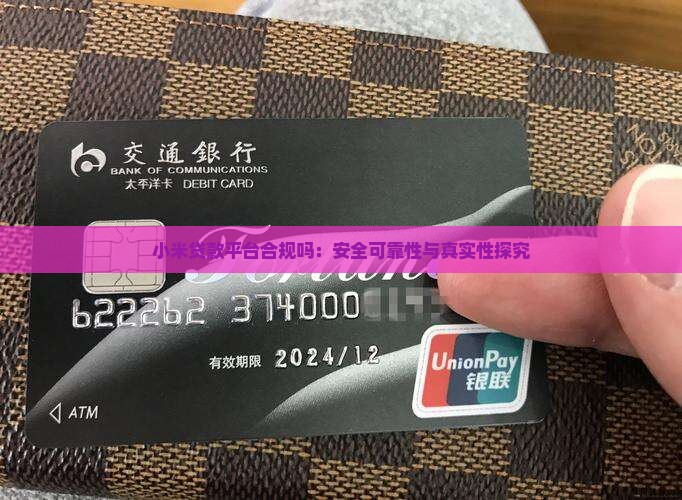 交通銀行
BANK OF COMMUNICATIONS
太平洋卡 DEBIT CARD
小米贷款平台合规吗：安全可靠性与真实性探究
622262 374000
有效期限 2024/12
UnionPay
银联
ATM